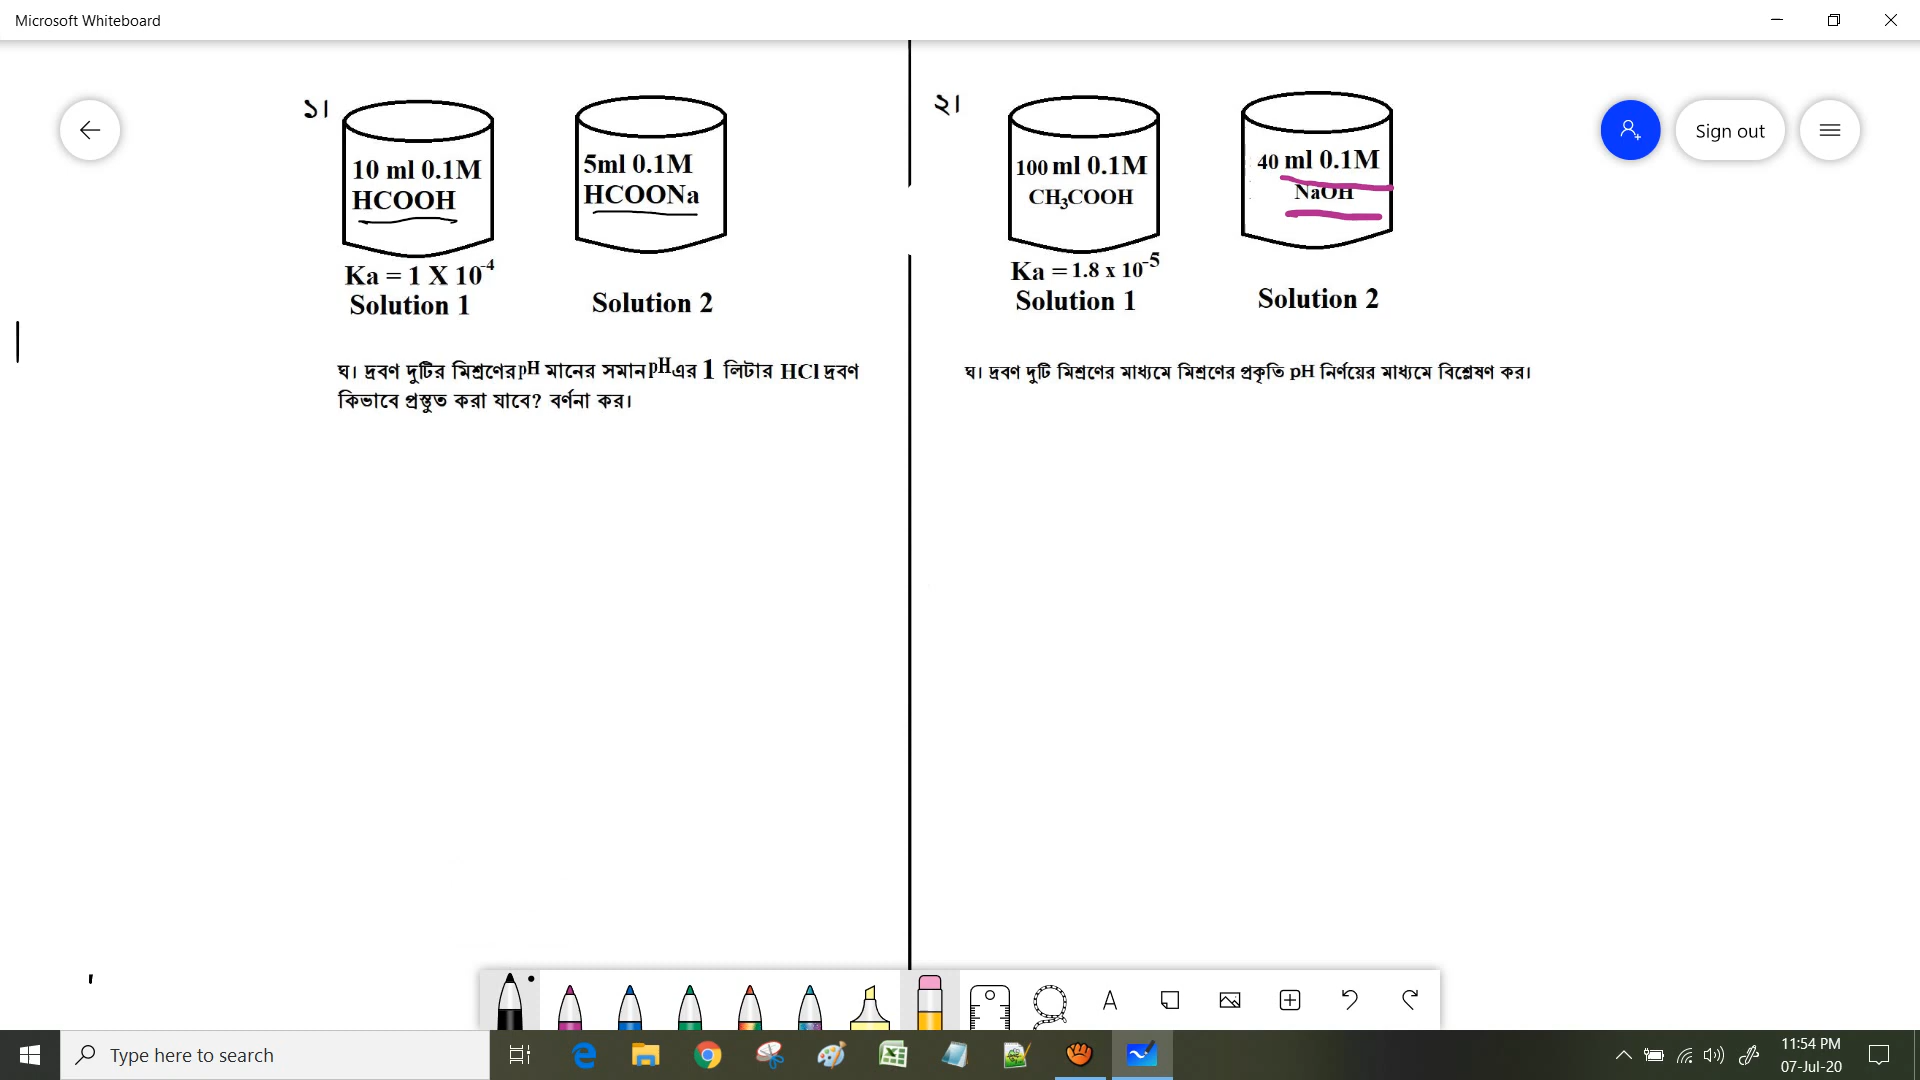 Microsoft Whiteboard
Sign out
১।
10 ml 0.1M
HCOOH
Ka = 1 X 10⁻⁴
Solution 1
5ml 0.1M
HCOONa
Solution 2
ঘ। দ্রবণ দুটির মিশ্রণের pH মানের সমান pH এর 1 লিটার HCl দ্রবণ
কিভাবে প্রস্তুত করা যাবে? বর্ণনা কর।
২।
100 ml 0.1M
CH₃COOH
Ka = 1.8 x 10⁻⁵
Solution 1
40 ml 0.1M
NaOH
Solution 2
ঘ। দ্রবণ দুটি মিশ্রণের মাধ্যমে মিশ্রণের প্রকৃতি pH নির্ণয়ের মাধ্যমে বিশ্লেষণ কর।
Type here to search
11:54 PM
07-Jul-20